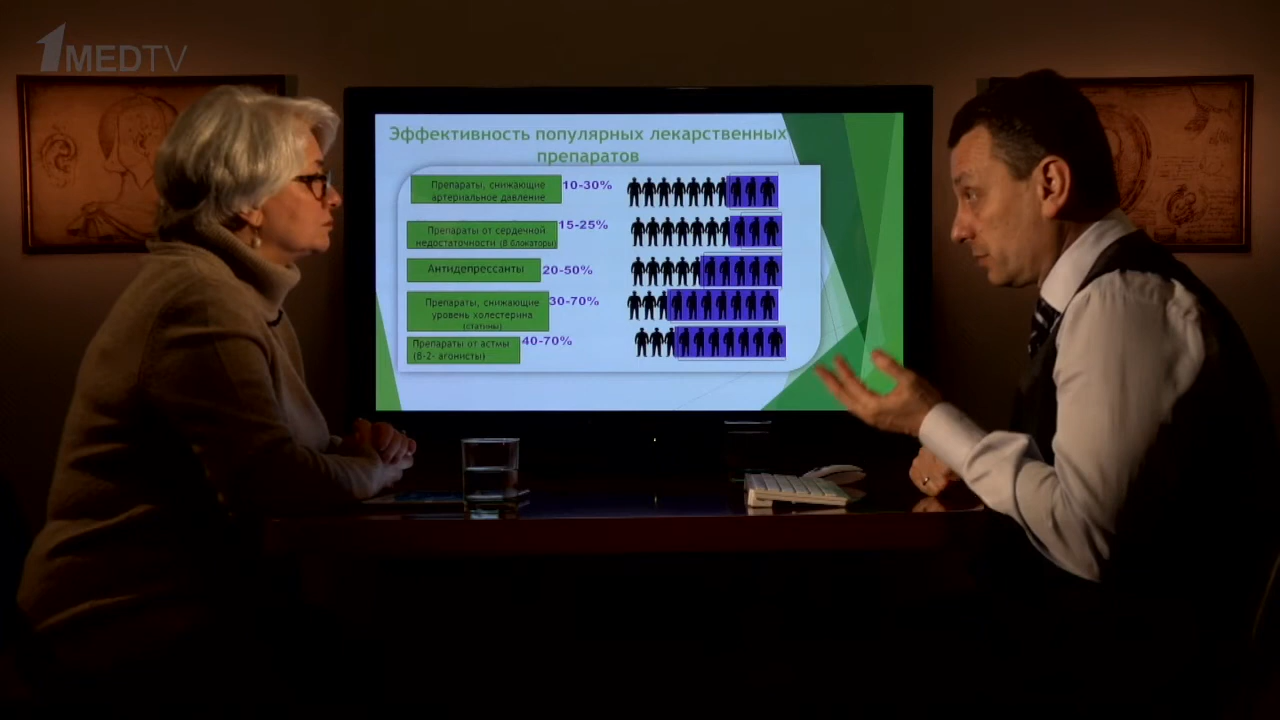 1MEDTV
Эффективность популярных лекарственных
препаратов
Препараты, снижающие
артериальное давление
10-30%
Препараты от сердечной
недостаточности (В блокаторы)
15-25%
Антидепрессанты
20-50%
Препараты, снижающие
уровень холестерина
(статины)
30-70%
Препараты от астмы
(В-2- агонисты)
40-70%